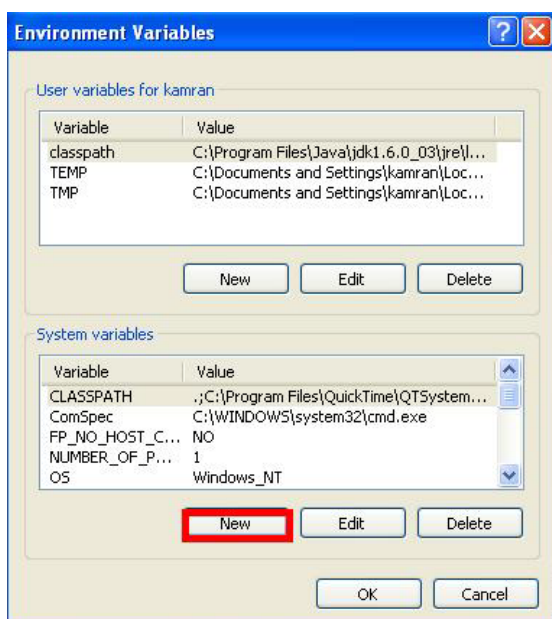 Environment Variables
User variables for kamran
Variable Value
classpath C:\Program Files\Java\jdk1.6.0_03\jre\l...
TEMP C:\Documents and Settings\kamran\Loc...
TMP C:\Documents and Settings\kamran\Loc...
New Edit Delete
System variables
Variable Value
CLASSPATH .;C:\Program Files\QuickTime\QTSystem...
ComSpec C:\WINDOWS\system32\cmd.exe
FP_NO_HOST_C... NO
NUMBER_OF_P... 1
OS Windows_NT
New Edit Delete
OK Cancel